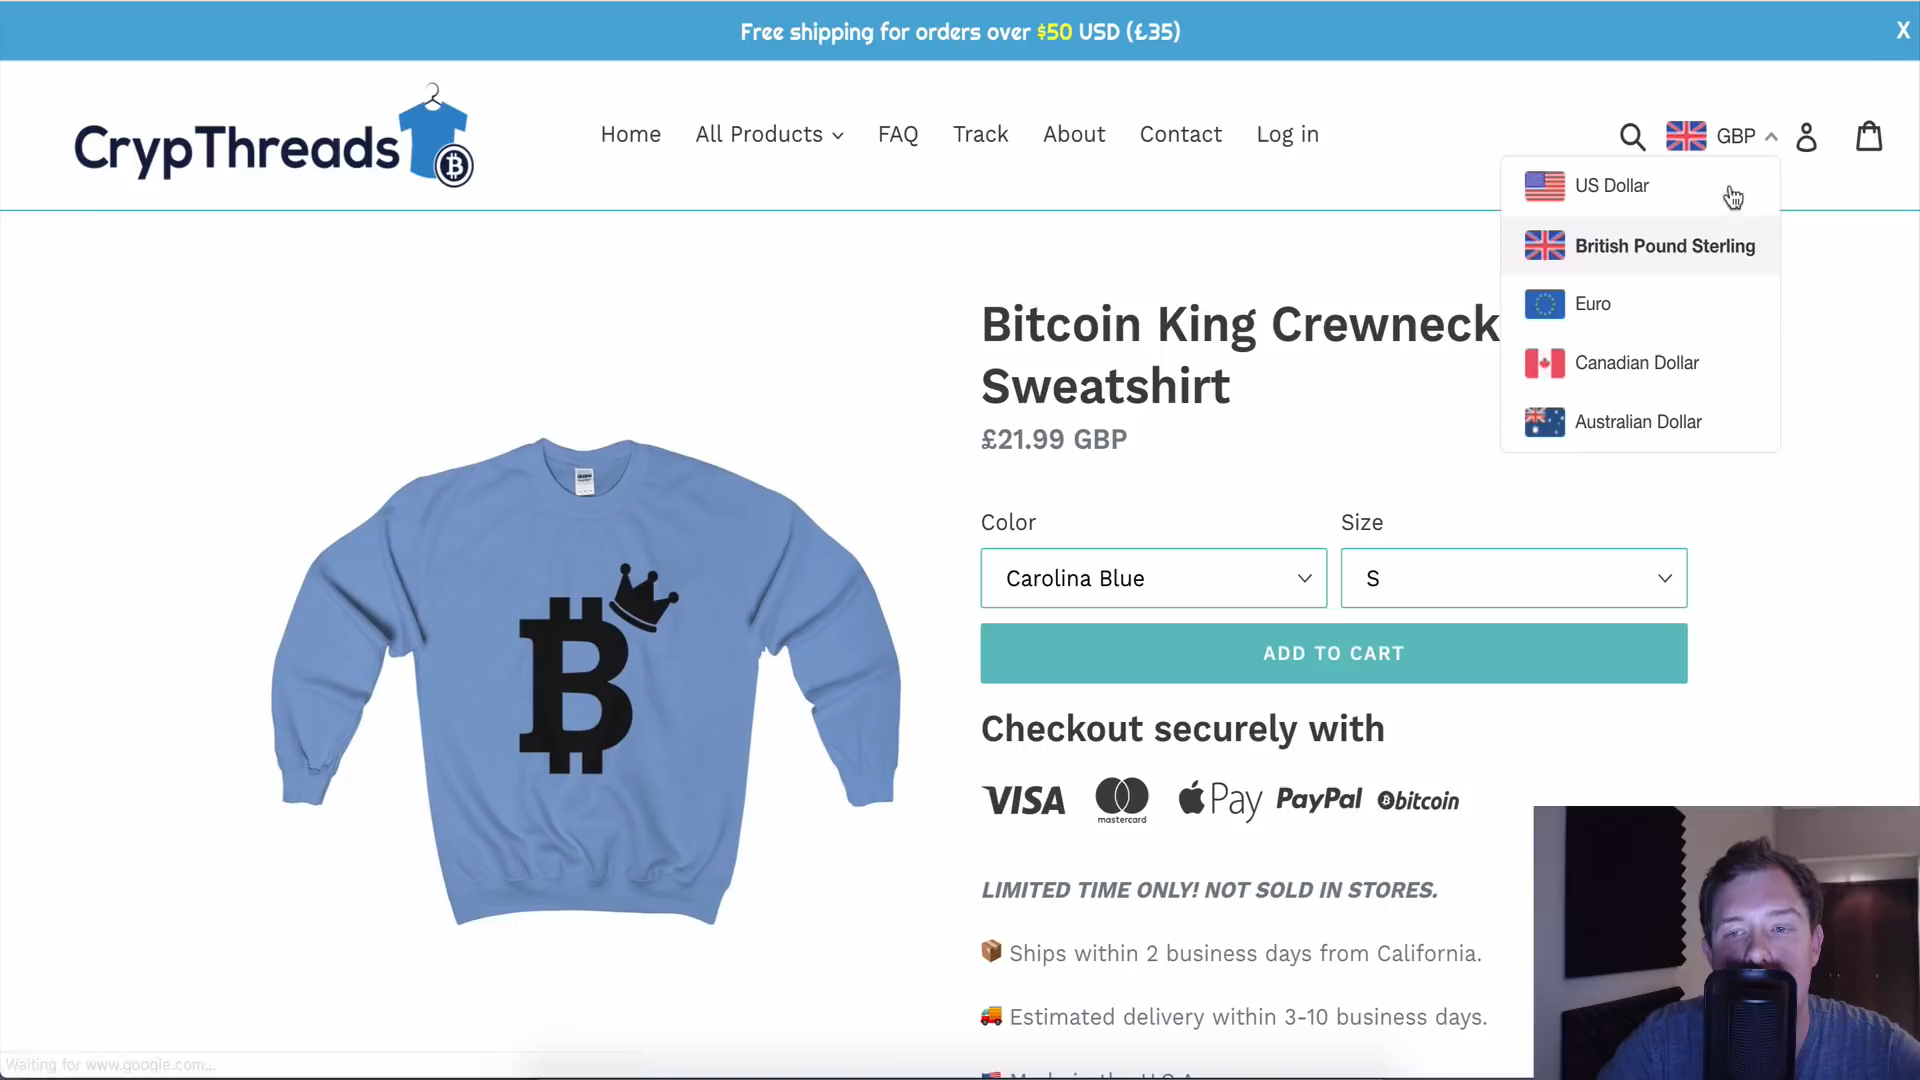 Free shipping for orders over $50 USD (£35)
X
CrypThreads
Home
All Products
FAQ
Track
About
Contact
Log in
GBP
US Dollar
British Pound Sterling
Euro
Canadian Dollar
Australian Dollar
Bitcoin King Crewneck
Sweatshirt
£21.99 GBP
Color
Size
Carolina Blue
S
ADD TO CART
Checkout securely with
VISA
mastercard
Pay
PayPal
bitcoin
LIMITED TIME ONLY! NOT SOLD IN STORES.
Ships within 2 business days from California.
Estimated delivery within 3-10 business days.
Waiting for www.google.com...